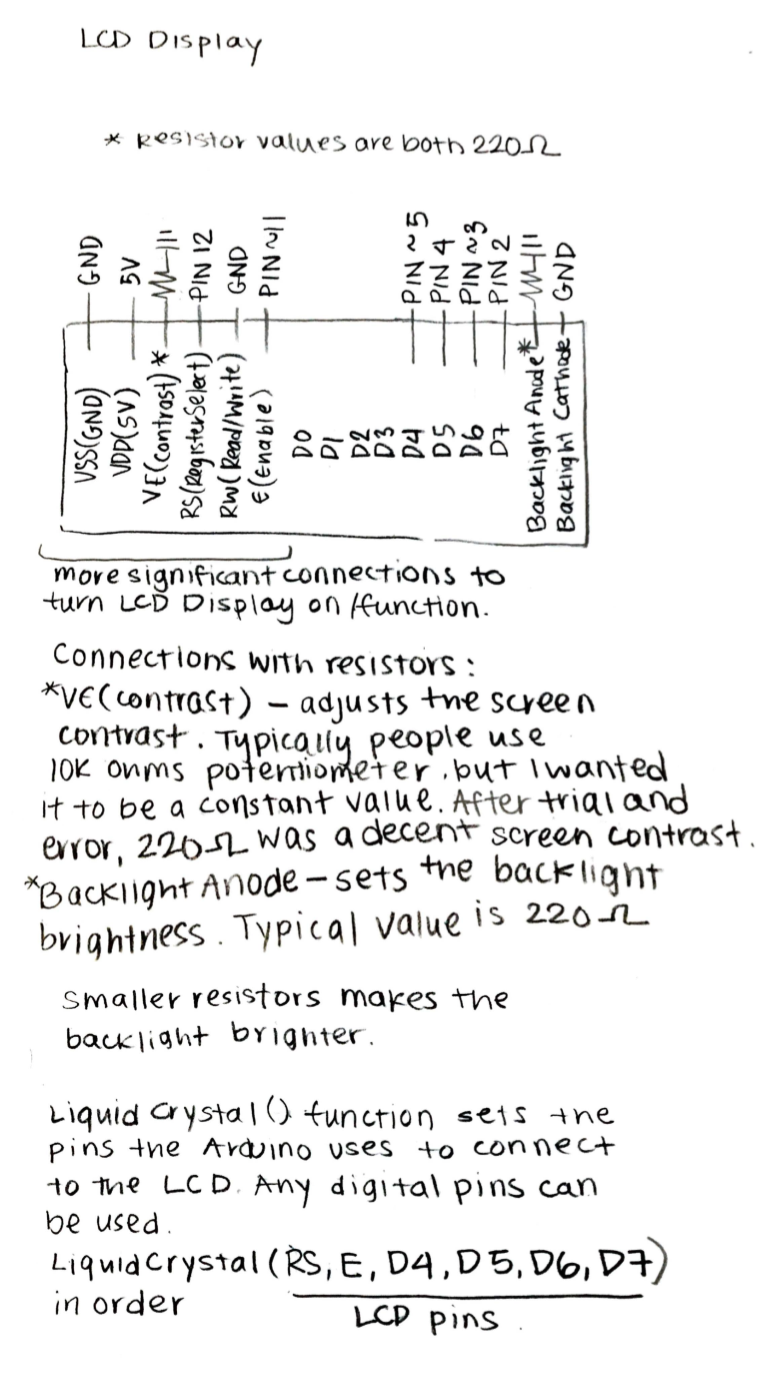 LCD Display
* Resistor values are both 220Ω
GND
5V
PIN 12
GND
PIN ~11
PIN ~5
PIN 4
PIN ~3
PIN 2
GND
VSS(GND)
VDD(5V)
VE(contrast) *
RS(RegisterSelect)
RW(Read/Write)
E(Enable)
D0
D1
D2
D3
D4
D5
D6
D7
Backlight Anode*
Backlight Cathode
more significant connections to
turn LCD Display on/function.
Connections with resistors:
*VE(contrast) - adjusts the screen
contrast. Typically people use
10K ohms potentiometer, but I wanted
it to be a constant value. After trial and
error, 220Ω was a decent screen contrast.
*Backlight Anode - sets the backlight
brightness. Typical value is 220Ω
Smaller resistors makes the
backlight brighter.
Liquid Crystal() function sets the
pins the Arduino uses to connect
to the LCD. Any digital pins can
be used.
LiquidCrystal(RS, E, D4, D5, D6, D7)
in order
LCD pins.